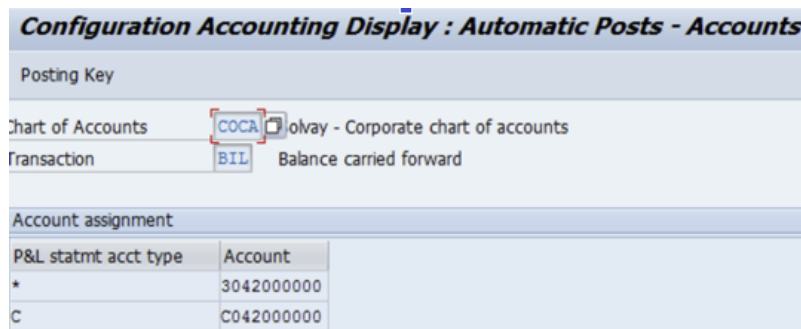 Configuration Accounting Display : Automatic Posts - Accounts
Posting Key
Chart of Accounts COCA olvay - Corporate chart of accounts
Transaction BIL Balance carried forward
Account assignment
P&L statmt acct type Account
* 3042000000
C C042000000